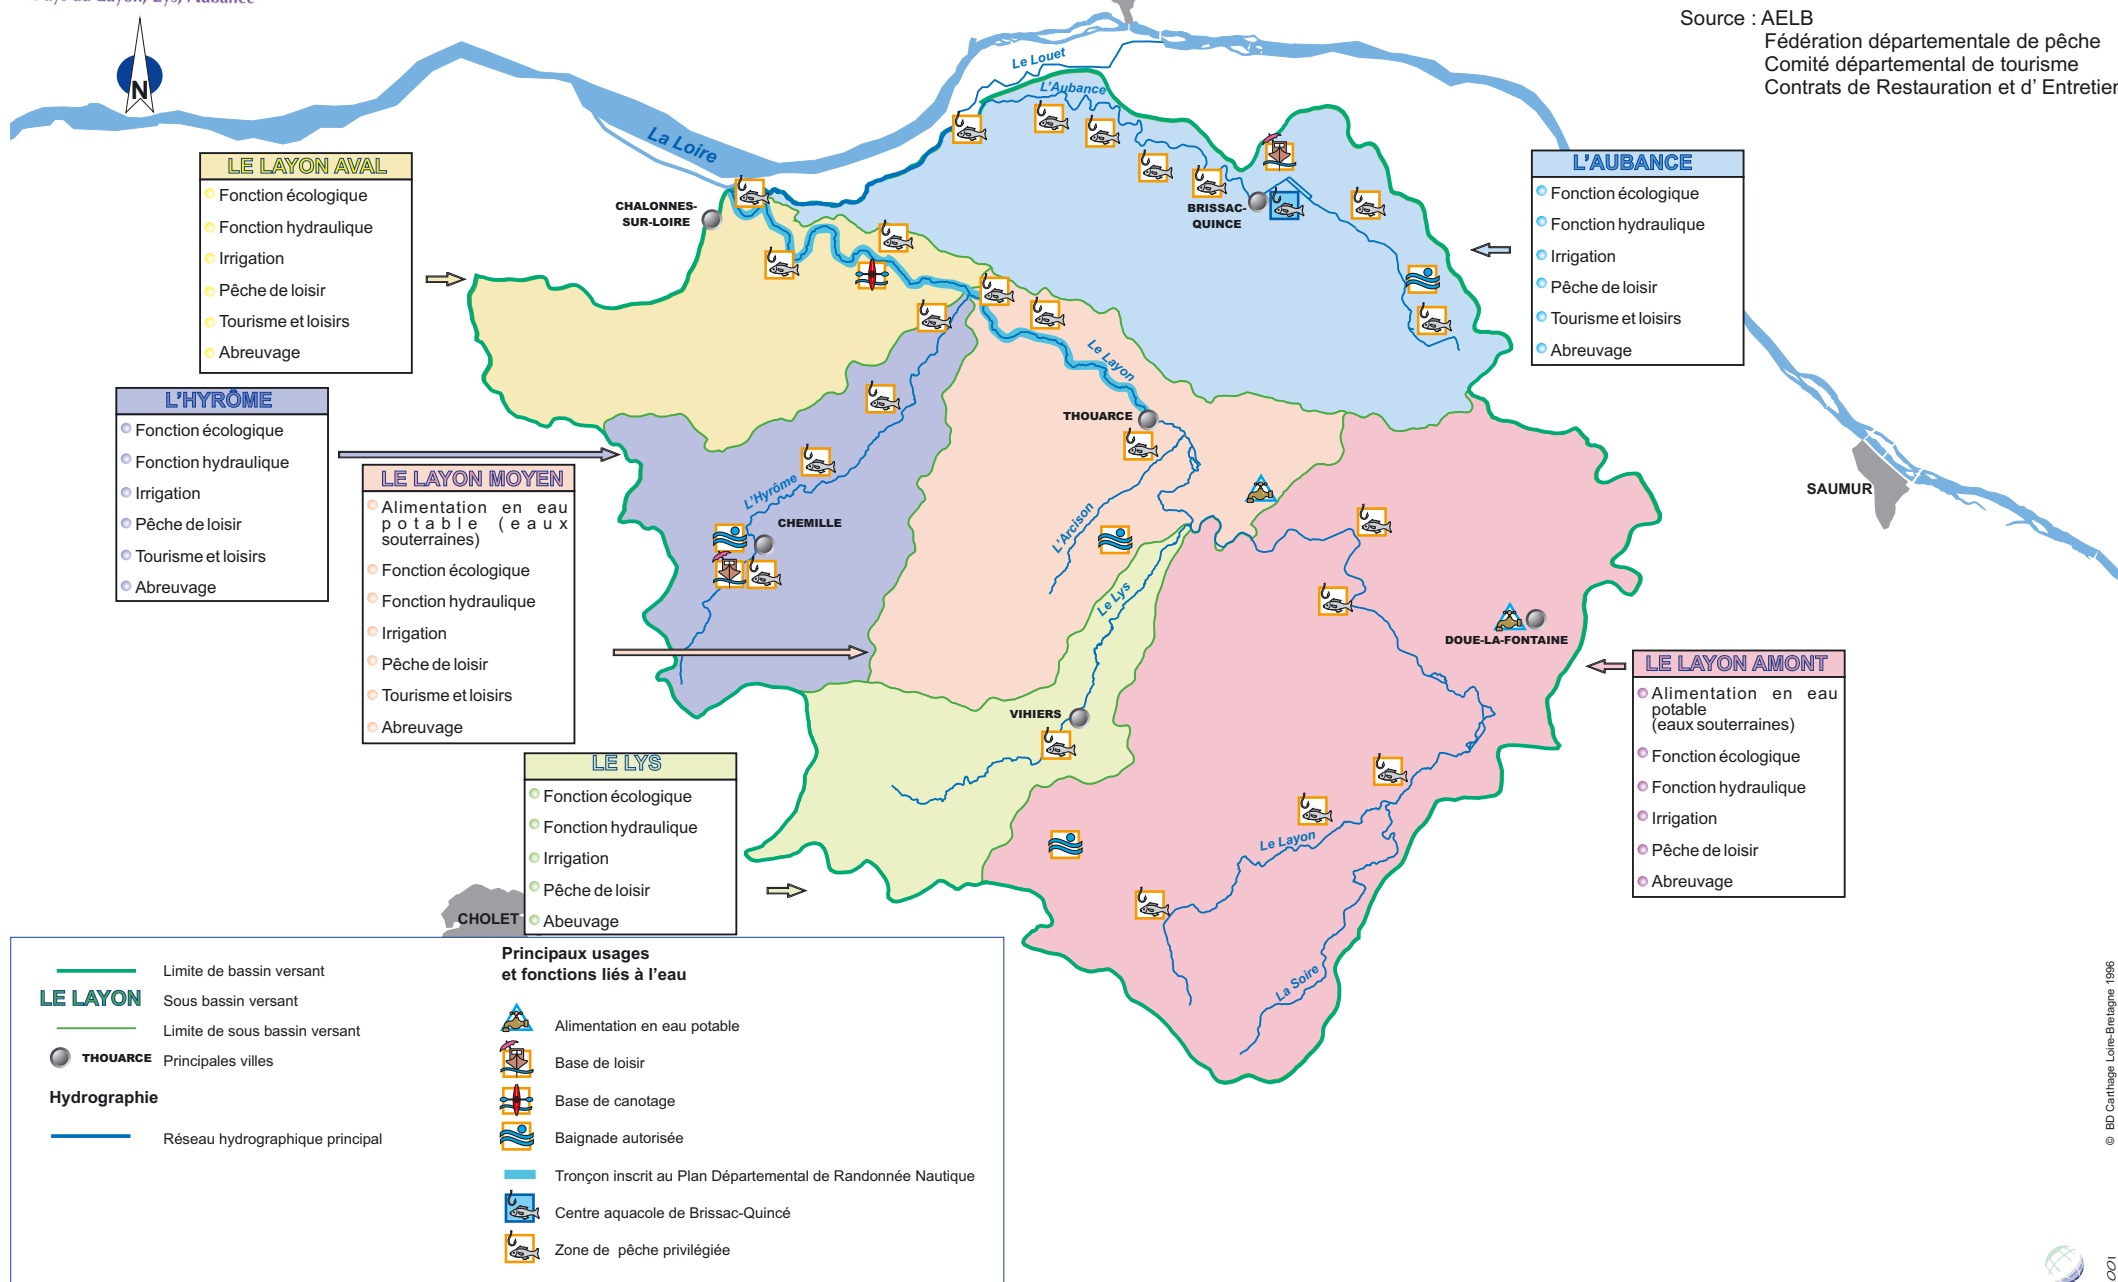 Source : AELB
Fédération départementale de pêche
Comité départemental de tourisme
Contrats de Restauration et d' Entretien
N
La Loire
Le Louet
L'Aubance
LE LAYON AVAL
Fonction écologique
Fonction hydraulique
Irrigation
Pêche de loisir
Tourisme et loisirs
Abreuvage
CHALONNES-
SUR-LOIRE
BRISSAC-
QUINCE
L'AUBANCE
Fonction écologique
Fonction hydraulique
Irrigation
Pêche de loisir
Tourisme et loisirs
Abreuvage
L'HYRÔME
Fonction écologique
Fonction hydraulique
Irrigation
Pêche de loisir
Tourisme et loisirs
Abreuvage
LE LAYON MOYEN
Alimentation en eau
potable (eaux
souterraines)
Fonction écologique
Fonction hydraulique
Irrigation
Pêche de loisir
Tourisme et loisirs
Abreuvage
Le Layon
THOUARCE
L'Hyrôme
CHEMILLE
L'Arcison
Le Lys
SAUMUR
DOUE-LA-FONTAINE
VIHIERS
LE LAYON AMONT
Alimentation en eau
potable
(eaux souterraines)
Fonction écologique
Fonction hydraulique
Irrigation
Pêche de loisir
Abreuvage
LE LYS
Fonction écologique
Fonction hydraulique
Irrigation
Pêche de loisir
Abeuvage
CHOLET
Le Layon
La Soire
Limite de bassin versant
LE LAYON Sous bassin versant
Limite de sous bassin versant
THOUARCE Principales villes
Hydrographie
Réseau hydrographique principal
Principaux usages
et fonctions liés à l'eau
Alimentation en eau potable
Base de loisir
Base de canotage
Baignade autorisée
Tronçon inscrit au Plan Départemental de Randonnée Nautique
Centre aquacole de Brissac-Quincé
Zone de pêche privilégiée
© BD Carthage Loire-Bretagne 1996